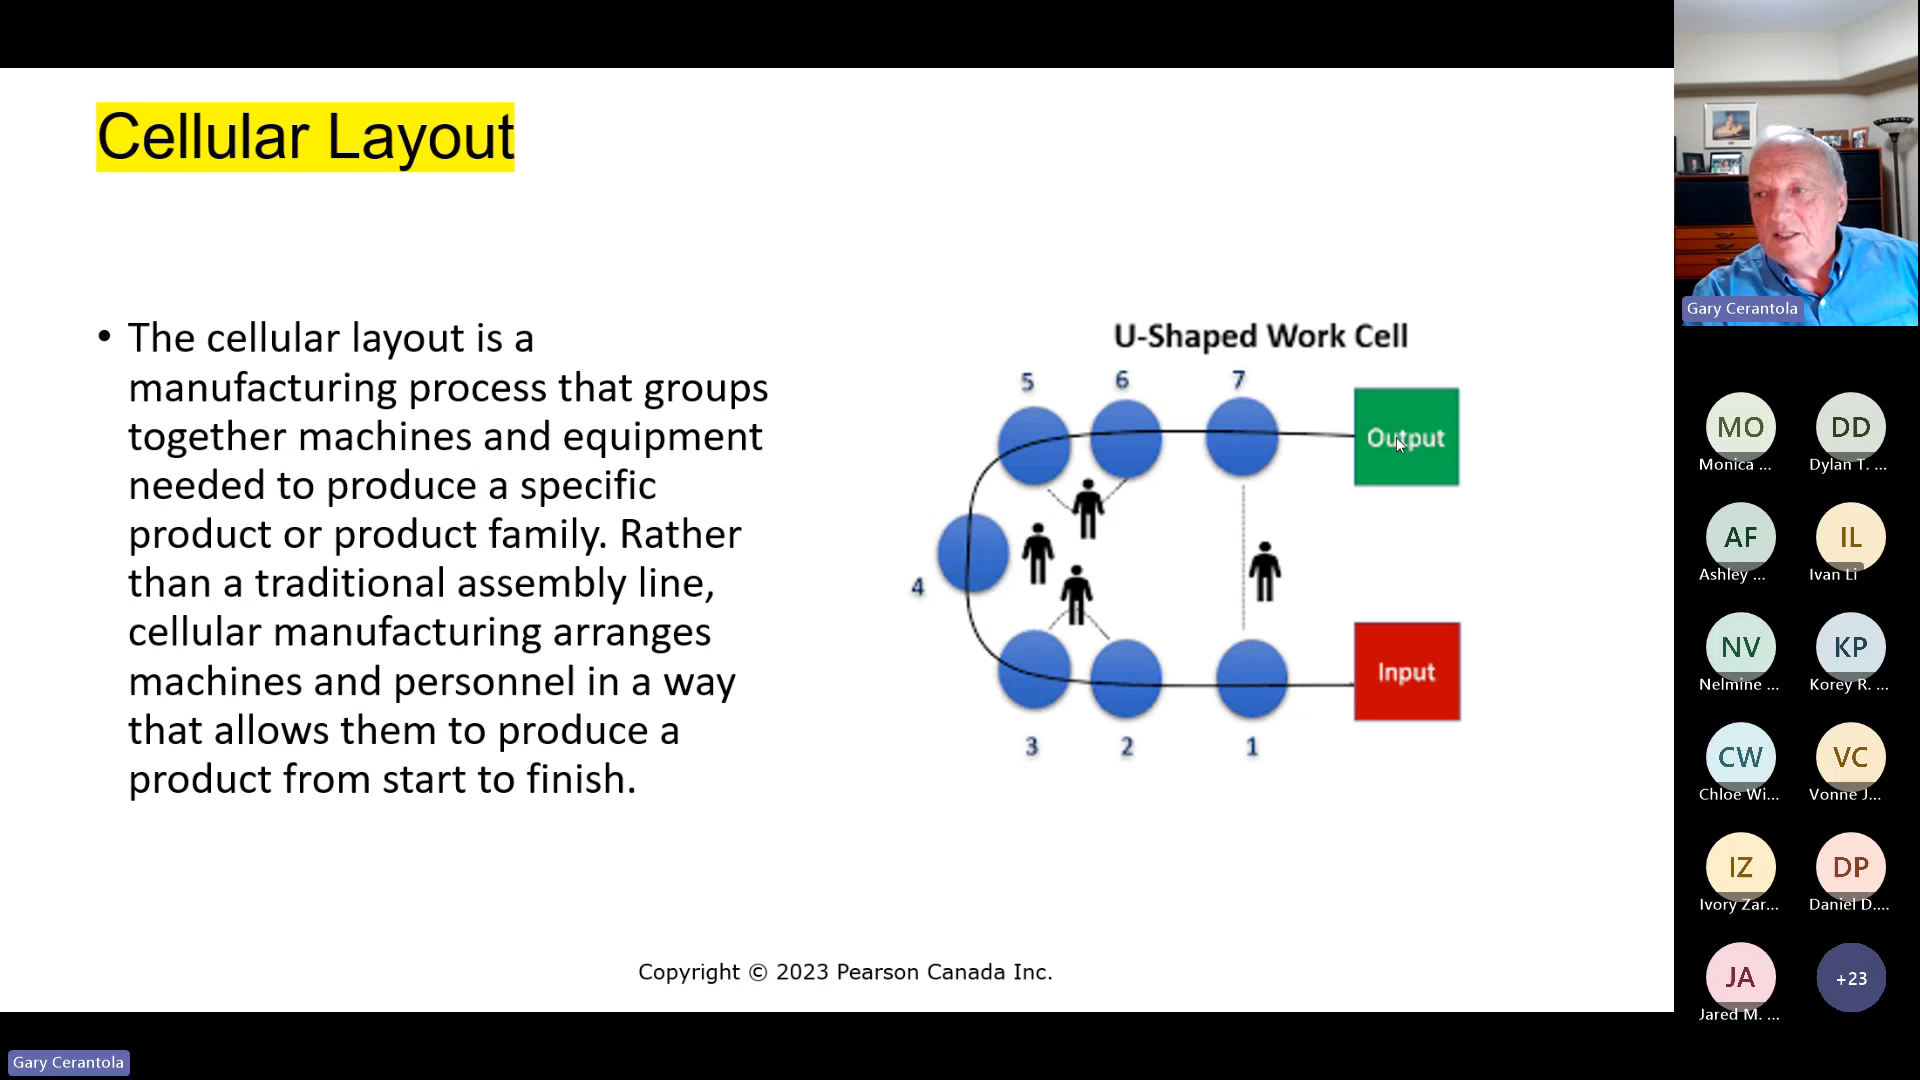 Cellular Layout
• The cellular layout is a
manufacturing process that groups
together machines and equipment
needed to produce a specific
product or product family. Rather
than a traditional assembly line,
cellular manufacturing arranges
machines and personnel in a way
that allows them to produce a
product from start to finish.
U-Shaped Work Cell
5 6 7
Output
4
Input
3 2 1
Copyright © 2023 Pearson Canada Inc.
Gary Cerantola
Gary Cerantola
MO DD
Monica ... Dylan T. ...
AF IL
Ashley ... Ivan Li
NV KP
Nelmine ... Korey R. ...
CW VC
Chloe Wi... Vonne J...
IZ DP
Ivory Zar... Daniel D....
JA +23
Jared M. ...